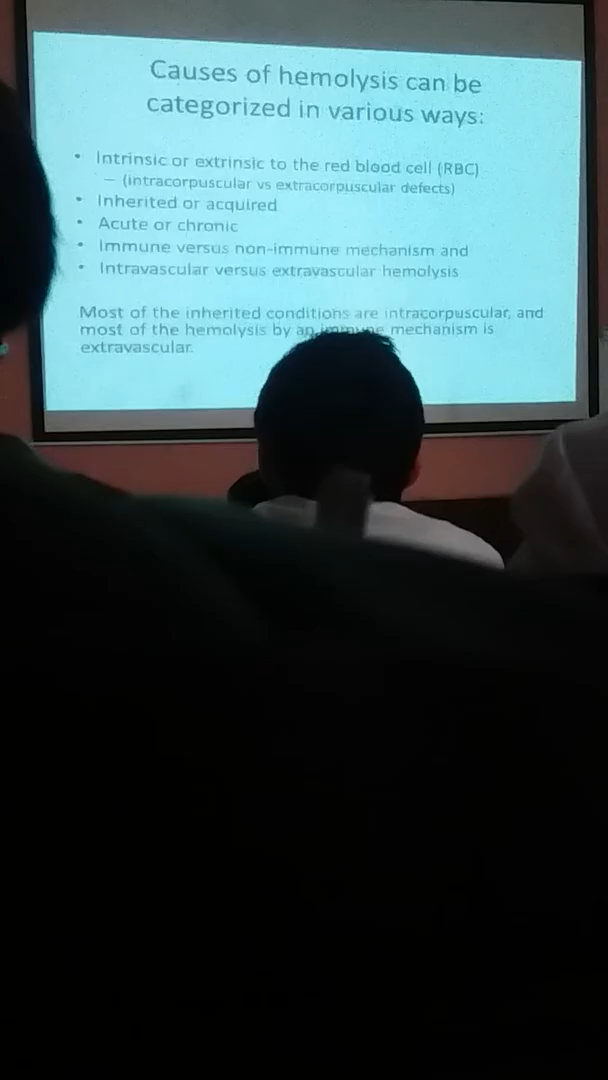 Causes of hemolysis can be
categorized in various ways:
• Intrinsic or extrinsic to the red blood cell (RBC)
– (intracorpuscular vs extracorpuscular defects)
• Inherited or acquired
• Acute or chronic
• Immune versus non-immune mechanism and
• Intravascular versus extravascular hemolysis
Most of the inherited conditions are intracorpuscular, and
most of the hemolysis by an immune mechanism is
extravascular.